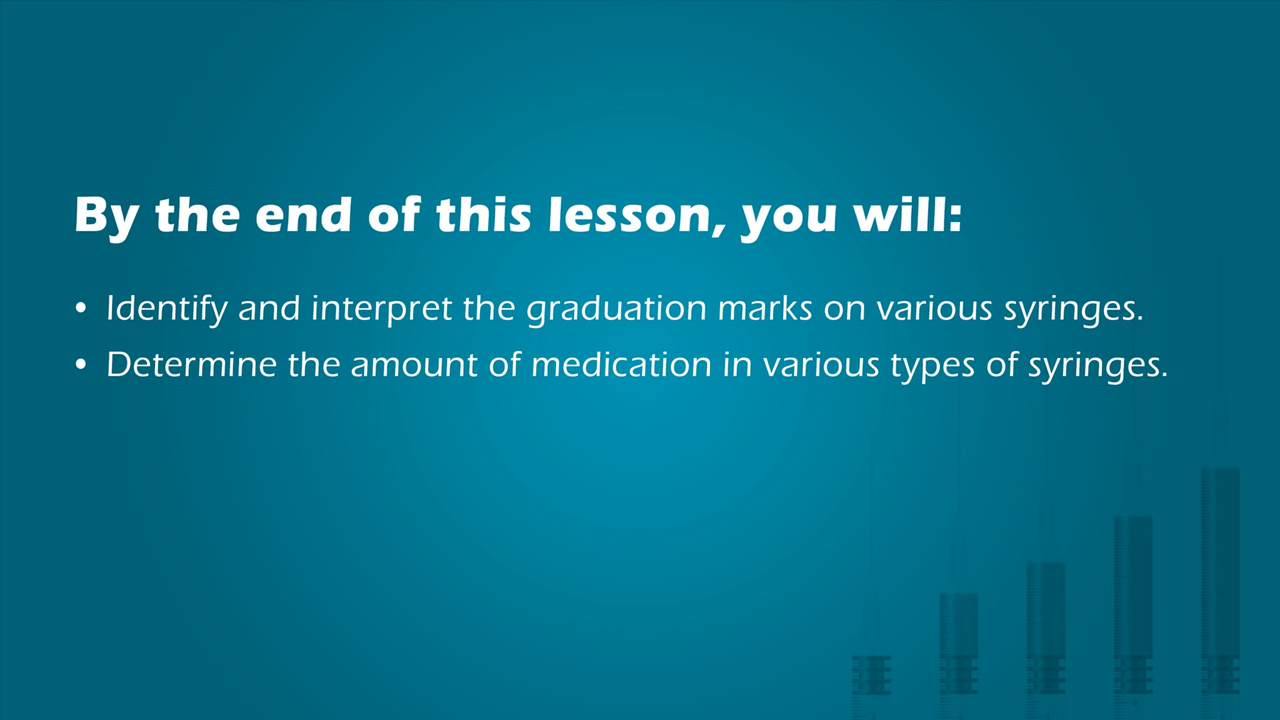 By the end of this lesson, you will:
• Identify and interpret the graduation marks on various syringes.
• Determine the amount of medication in various types of syringes.